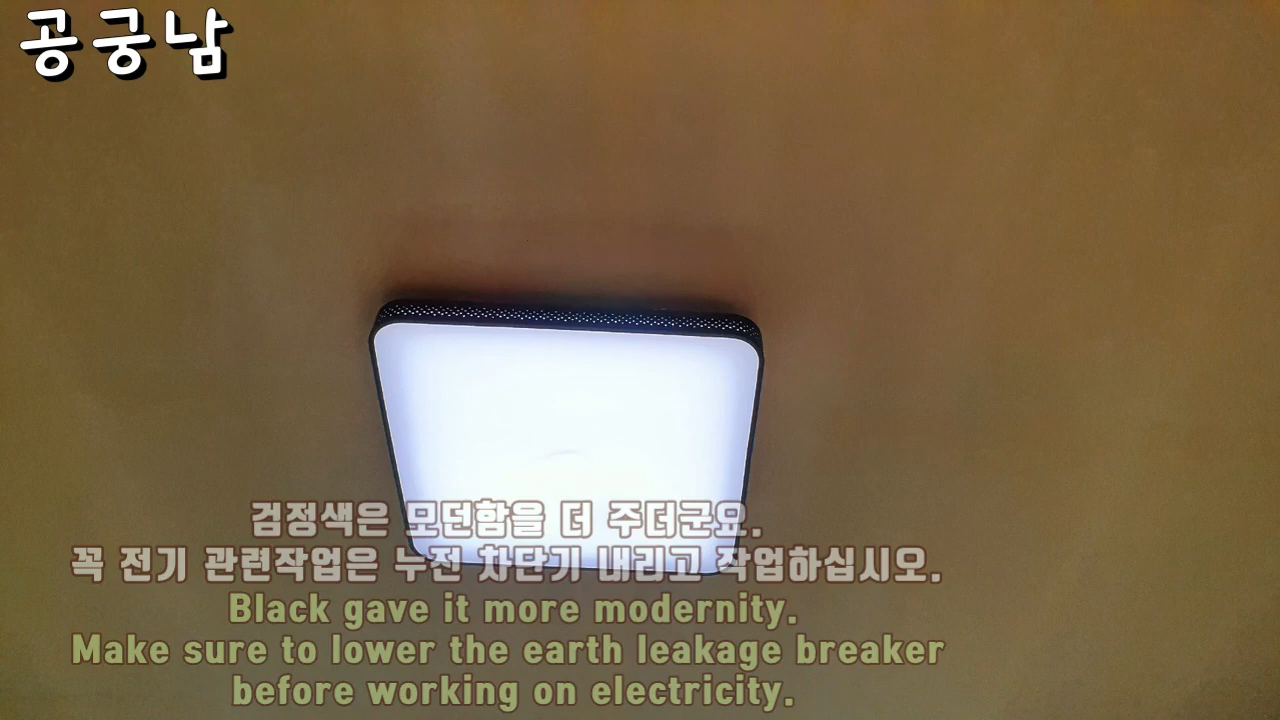 공궁남
검정색은 모던함을 더 주더군요.
꼭 전기 관련작업은 누전 차단기 내리고 작업하십시오.
Black gave it more modernity.
Make sure to lower the earth leakage breaker
before working on electricity.